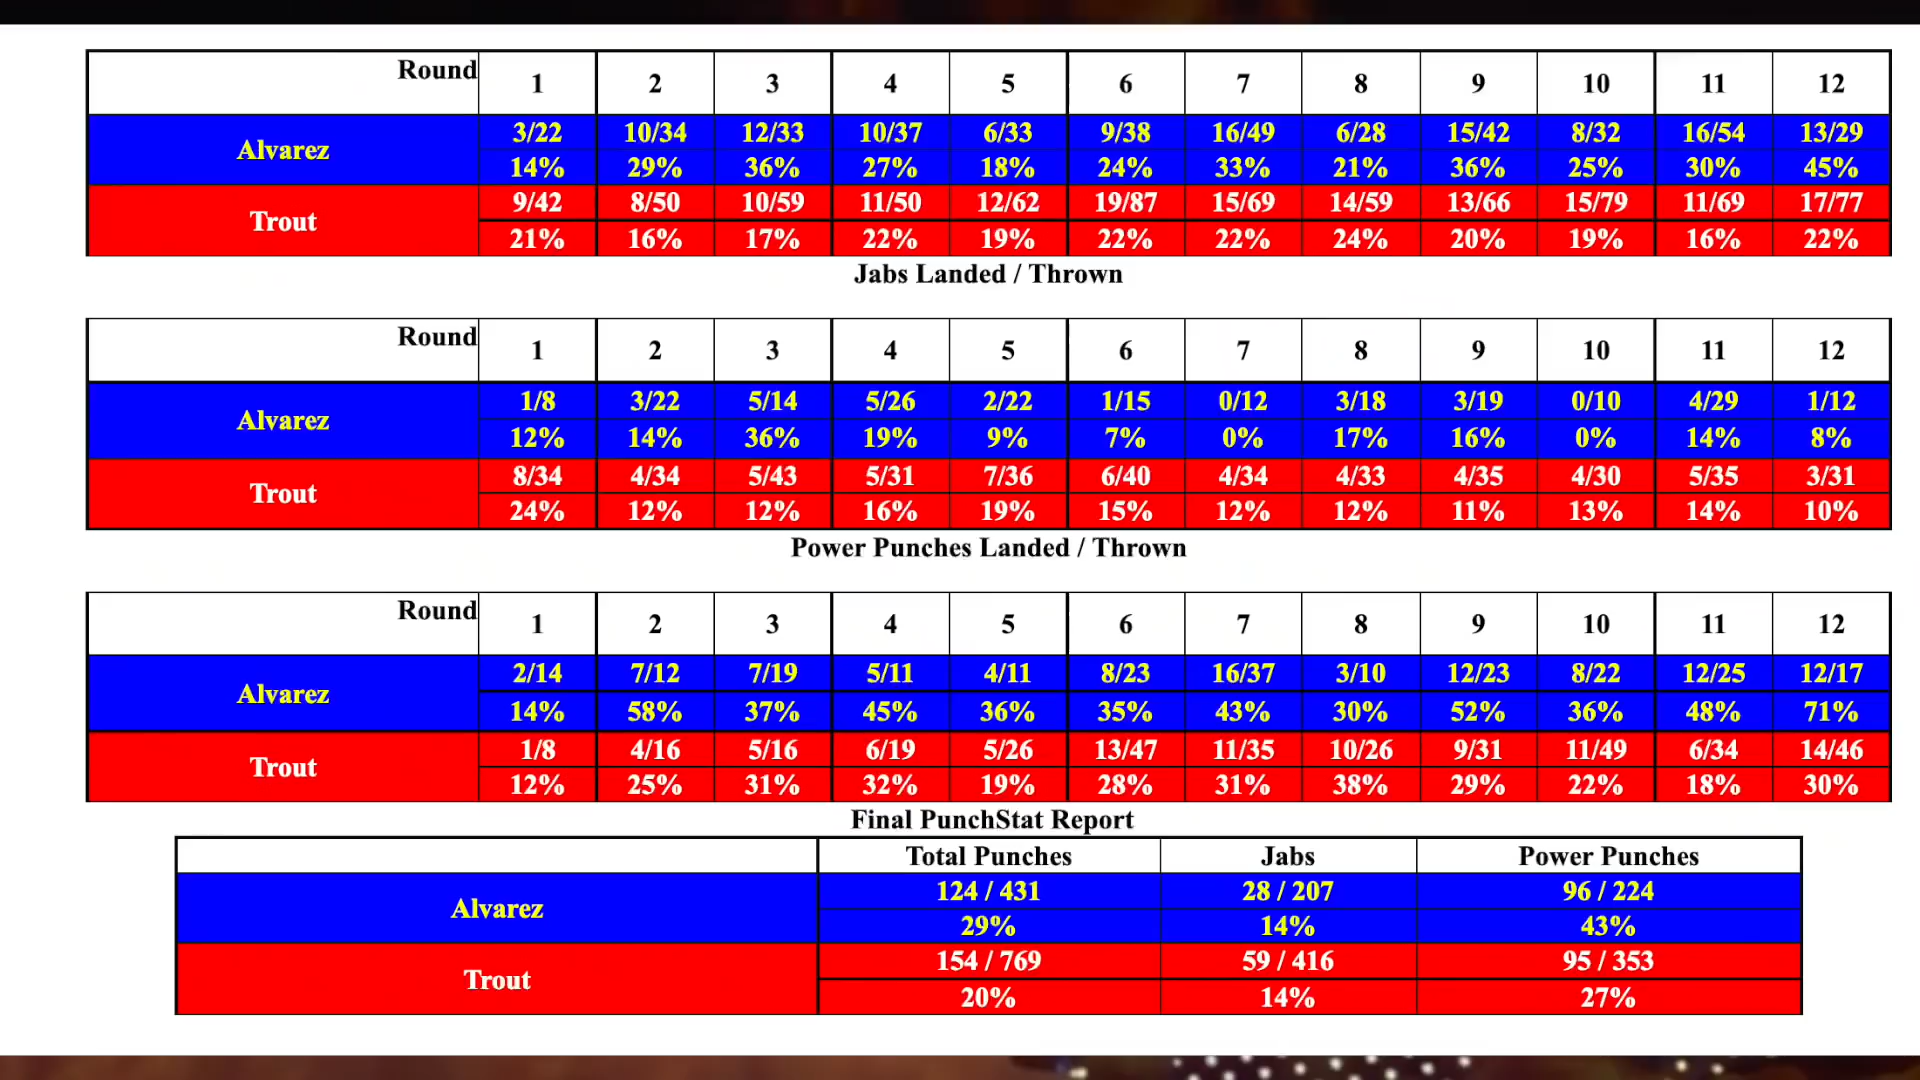 Round 1 2 3 4 5 6 7 8 9 10 11 12
Alvarez
3/22 10/34 12/33 10/37 6/33 9/38 16/49 6/28 15/42 8/32 16/54 13/29
14% 29% 36% 27% 18% 24% 33% 21% 36% 25% 30% 45%
Trout
9/42 8/50 10/59 11/50 12/62 19/87 15/69 14/59 13/66 15/79 11/69 17/77
21% 16% 17% 22% 19% 22% 22% 24% 20% 19% 16% 22%
Jabs Landed / Thrown
Round 1 2 3 4 5 6 7 8 9 10 11 12
Alvarez
1/8 3/22 5/14 5/26 2/22 1/15 0/12 3/18 3/19 0/10 4/29 1/12
12% 14% 36% 19% 9% 7% 0% 17% 16% 0% 14% 8%
Trout
8/34 4/34 5/43 5/31 7/36 6/40 4/34 4/33 4/35 4/30 5/35 3/31
24% 12% 12% 16% 19% 15% 12% 12% 11% 13% 14% 10%
Power Punches Landed / Thrown
Round 1 2 3 4 5 6 7 8 9 10 11 12
Alvarez
2/14 7/12 7/19 5/11 4/11 8/23 16/37 3/10 12/23 8/22 12/25 12/17
14% 58% 37% 45% 36% 35% 43% 30% 52% 36% 48% 71%
Trout
1/8 4/16 5/16 6/19 5/26 13/47 11/35 10/26 9/31 11/49 6/34 14/46
12% 25% 31% 32% 19% 28% 31% 38% 29% 22% 18% 30%
Final PunchStat Report
Total Punches Jabs Power Punches
Alvarez
124 / 431 28 / 207 96 / 224
29% 14% 43%
Trout
154 / 769 59 / 416 95 / 353
20% 14% 27%